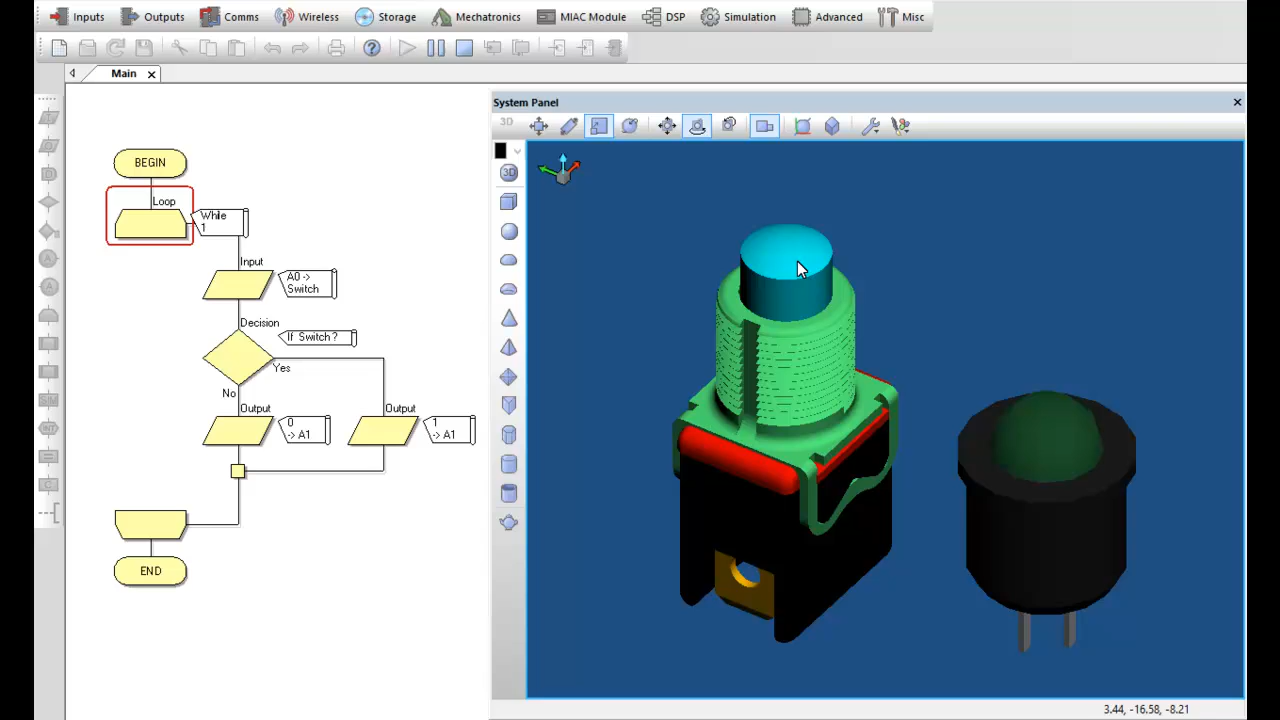 Inputs Outputs Comms Wireless Storage Mechatronics MIAC Module DSP Simulation Advanced Misc
Main
System Panel
3D
3D
BEGIN
Loop
While
1
Input
A0 ->
Switch
Decision
If Switch ?
Yes
No
Output
0
-> A1
Output
1
-> A1
END
3.44, -16.58, -8.21